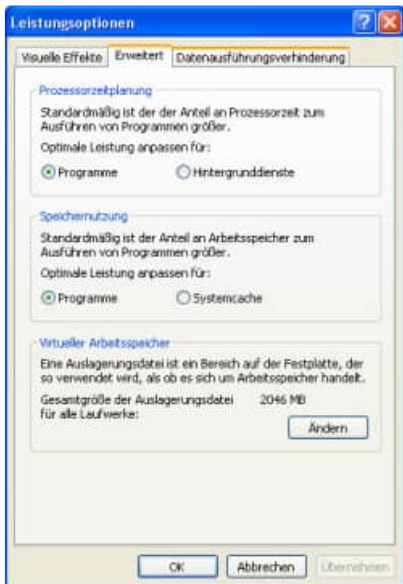 Leistungsoptionen
Visuelle Effekte Erweitert Datenausführungsverhinderung
Prozessorzeitplanung
Standardmäßig ist der der Anteil an Prozessorzeit zum
Ausführen von Programmen größer.
Optimale Leistung anpassen für:
Programme Hintergrunddienste
Speichernutzung
Standardmäßig ist der Anteil an Arbeitsspeicher zum
Ausführen von Programmen größer.
Optimale Leistung anpassen für:
Programme Systemcache
Virtueller Arbeitsspeicher
Eine Auslagerungsdatei ist ein Bereich auf der Festplatte, der
so verwendet wird, als ob es sich um Arbeitsspeicher handelt.
Gesamtgröße der Auslagerungsdatei 2046 MB
für alle Laufwerke:
Ändern
OK Abbrechen Übernehmen